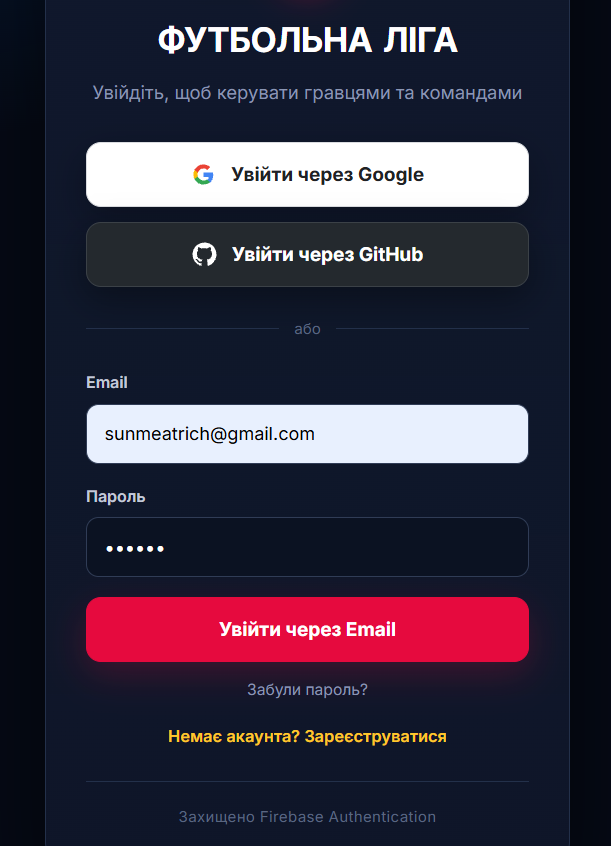 ФУТБОЛЬНА ЛІГА
Увійдіть, щоб керувати гравцями та командами
Увійти через Google
Увійти через GitHub
або
Email
sunmeatrich@gmail.com
Пароль
••••••
Увійти через Email
Забули пароль?
Немає акаунта? Зареєструватися
Захищено Firebase Authentication